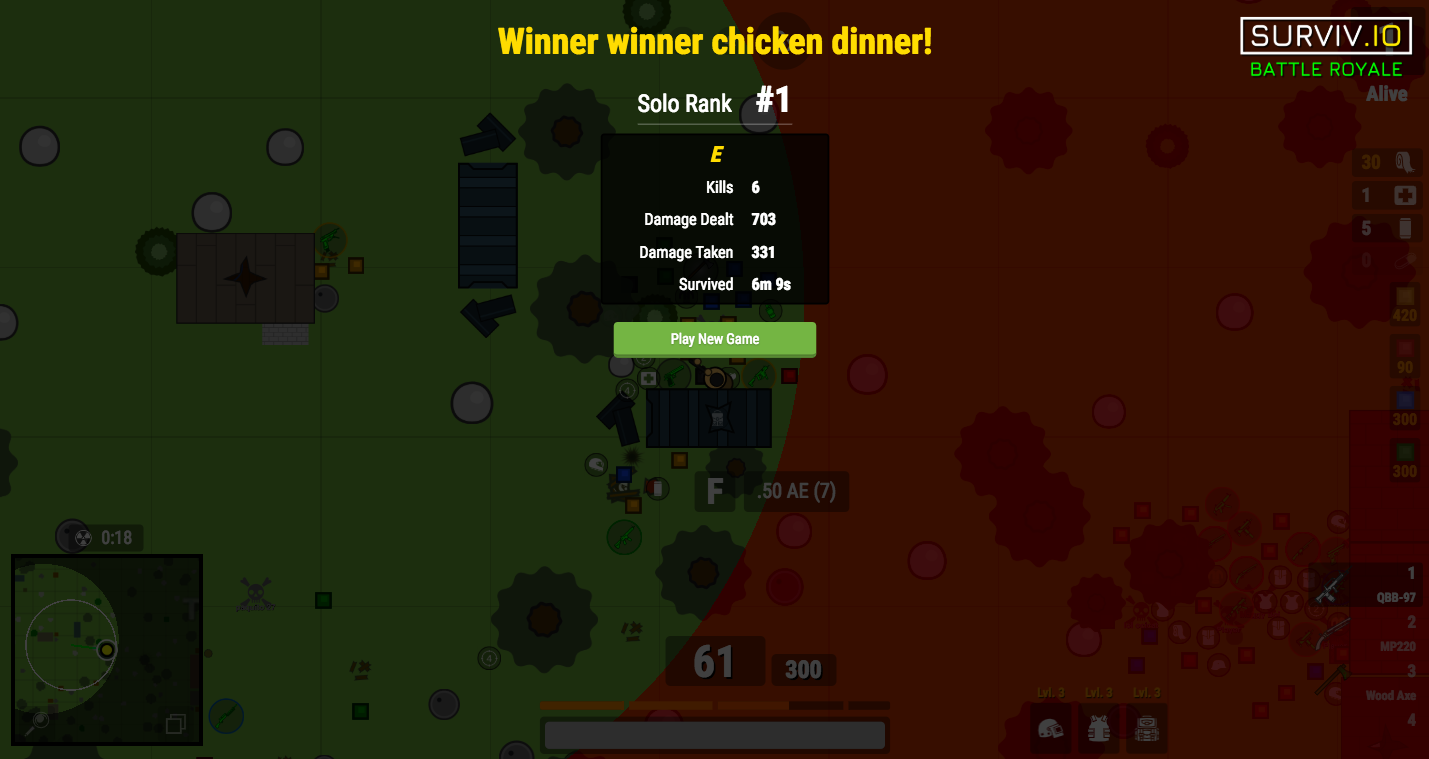 Winner winner chicken dinner!
SURVIV.IO
BATTLE ROYALE
Alive
Solo Rank #1
E
Kills 6
Damage Dealt 703
Damage Taken 331
Survived 6m 9s
Play New Game
30
1
5
0
420
90
300
300
F .50 AE (7)
0:18
61 300
1
QBB-97
2
MP220
3
Wood Axe
4
Lvl. 3 Lvl. 3 Lvl. 3